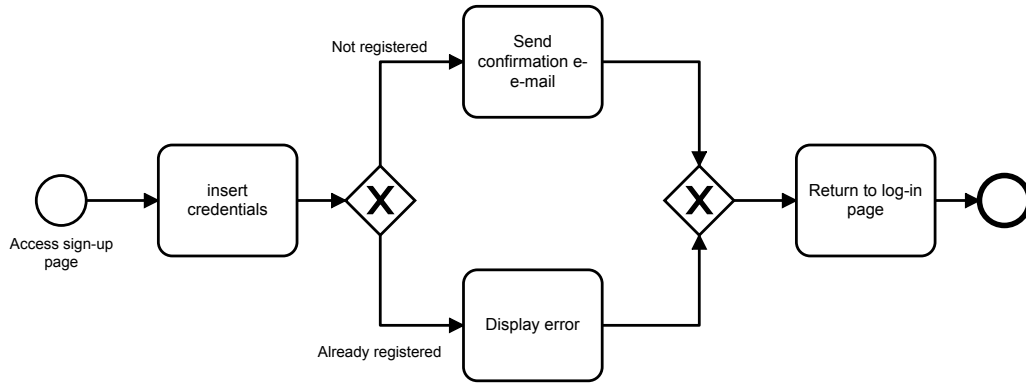 Not registered
Send
confirmation e-
e-mail
insert
credentials
X
X
Return to log-in
page
Access sign-up
page
Display error
Already registered